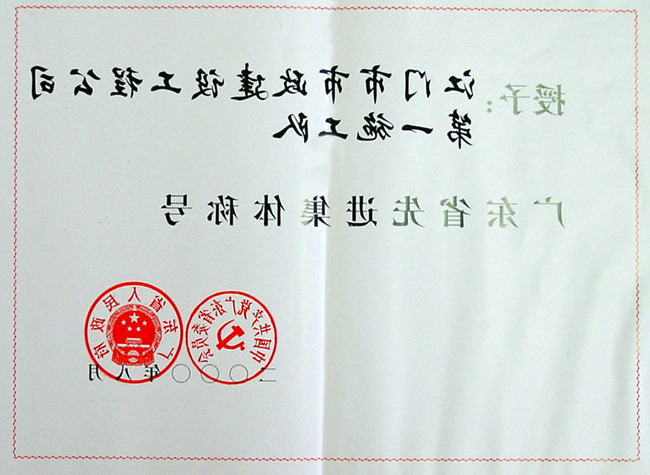 授予：江门市市政建设工程公司
第一施工队
广东省先进集体称号
中国共产党广东省委员会
广东省人民政府
二〇〇〇年八月